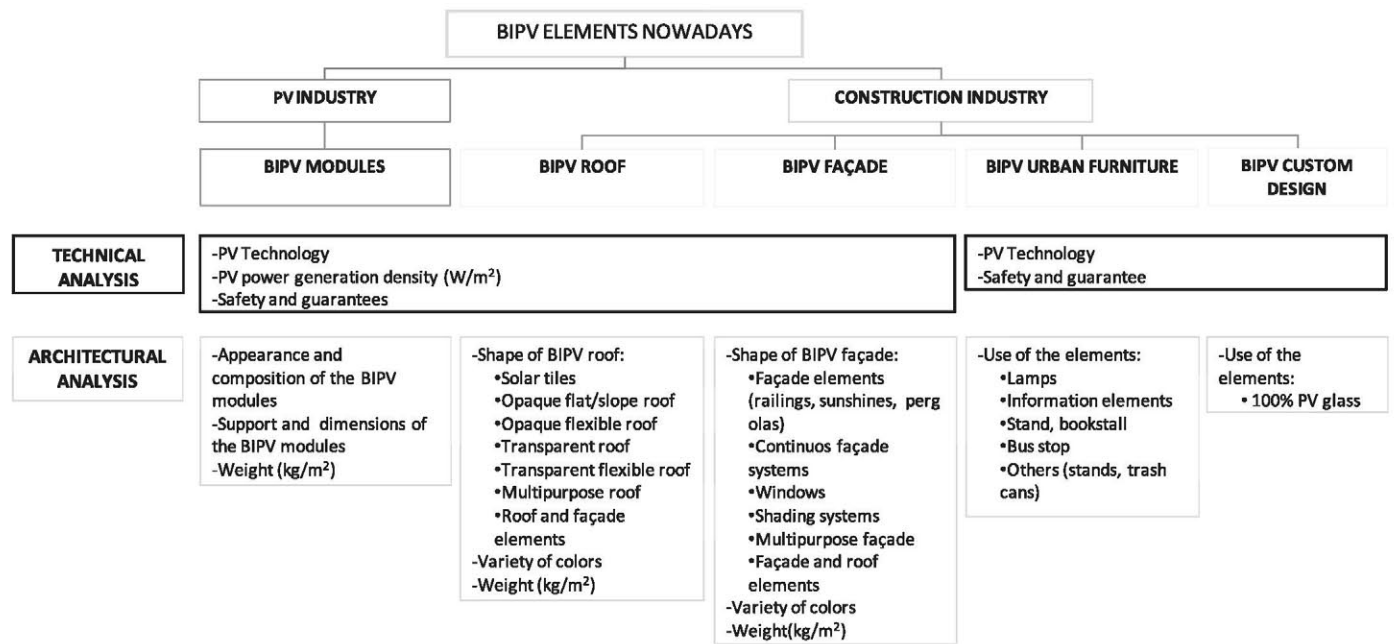 BIPV ELEMENTS NOWADAYS
PV INDUSTRY
CONSTRUCTION INDUSTRY
BIPV MODULES
BIPV ROOF
BIPV FAÇADE
BIPV URBAN FURNITURE
BIPV CUSTOM
DESIGN
TECHNICAL
ANALYSIS
-PV Technology
-PV power generation density (W/m²)
-Safety and guarantees
-PV Technology
-Safety and guarantee
ARCHITECTURAL
ANALYSIS
-Appearance and
composition of the BIPV
modules
-Support and dimensions of
the BIPV modules
-Weight (kg/m²)
-Shape of BIPV roof:
•Solar tiles
•Opaque flat/slope roof
•Opaque flexible roof
•Transparent roof
•Transparent flexible roof
•Multipurpose roof
•Roof and façade
elements
-Variety of colors
-Weight (kg/m²)
-Shape of BIPV façade:
•Façade elements
(railings, sunshines, perg
olas)
•Continuos façade
systems
•Windows
•Shading systems
•Multipurpose façade
•Façade and roof
elements
-Variety of colors
-Weight(kg/m²)
-Use of the elements:
•Lamps
•Information elements
•Stand, bookstall
•Bus stop
•Others (stands, trash
cans)
-Use of the
elements:
• 100% PV glass